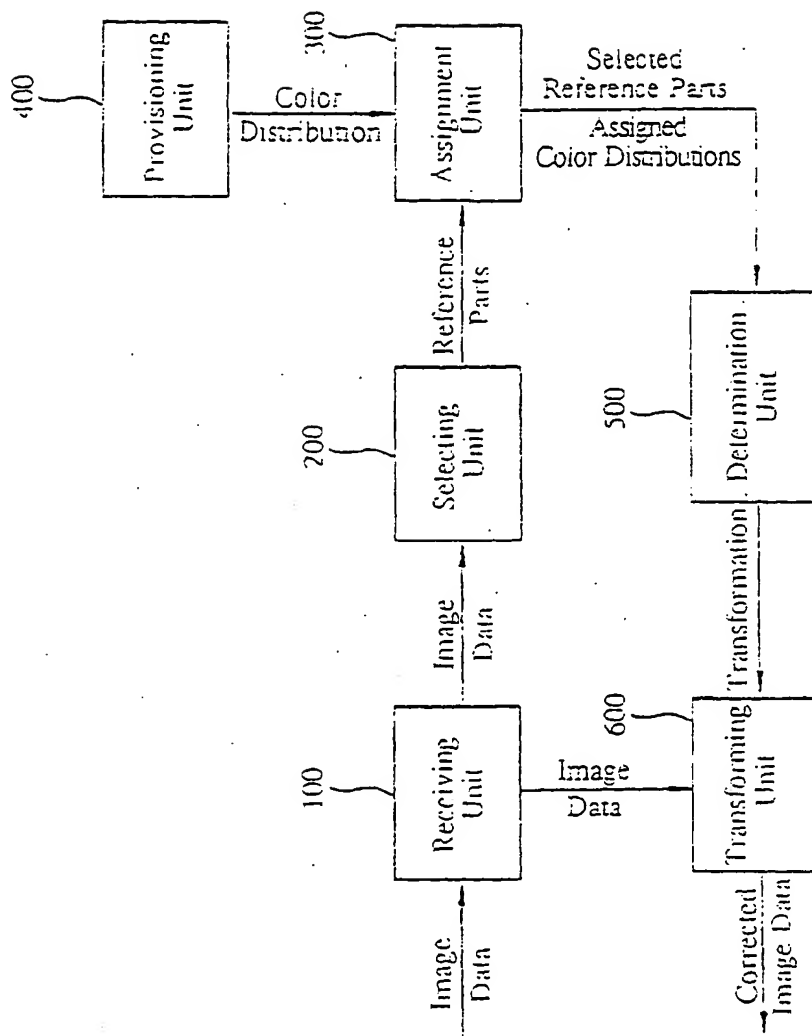 400
Provisioning
Unit
Color
Distribution
300
Assignment
Unit
Selected
Reference Parts
Assigned
Color Distributions
Reference
Parts
200
Selecting
Unit
Image
Data
100
Receiving
Unit
Image
Data
Image
Data
500
Determination
Unit
Transformation
600
Transforming
Unit
Corrected
Image Data